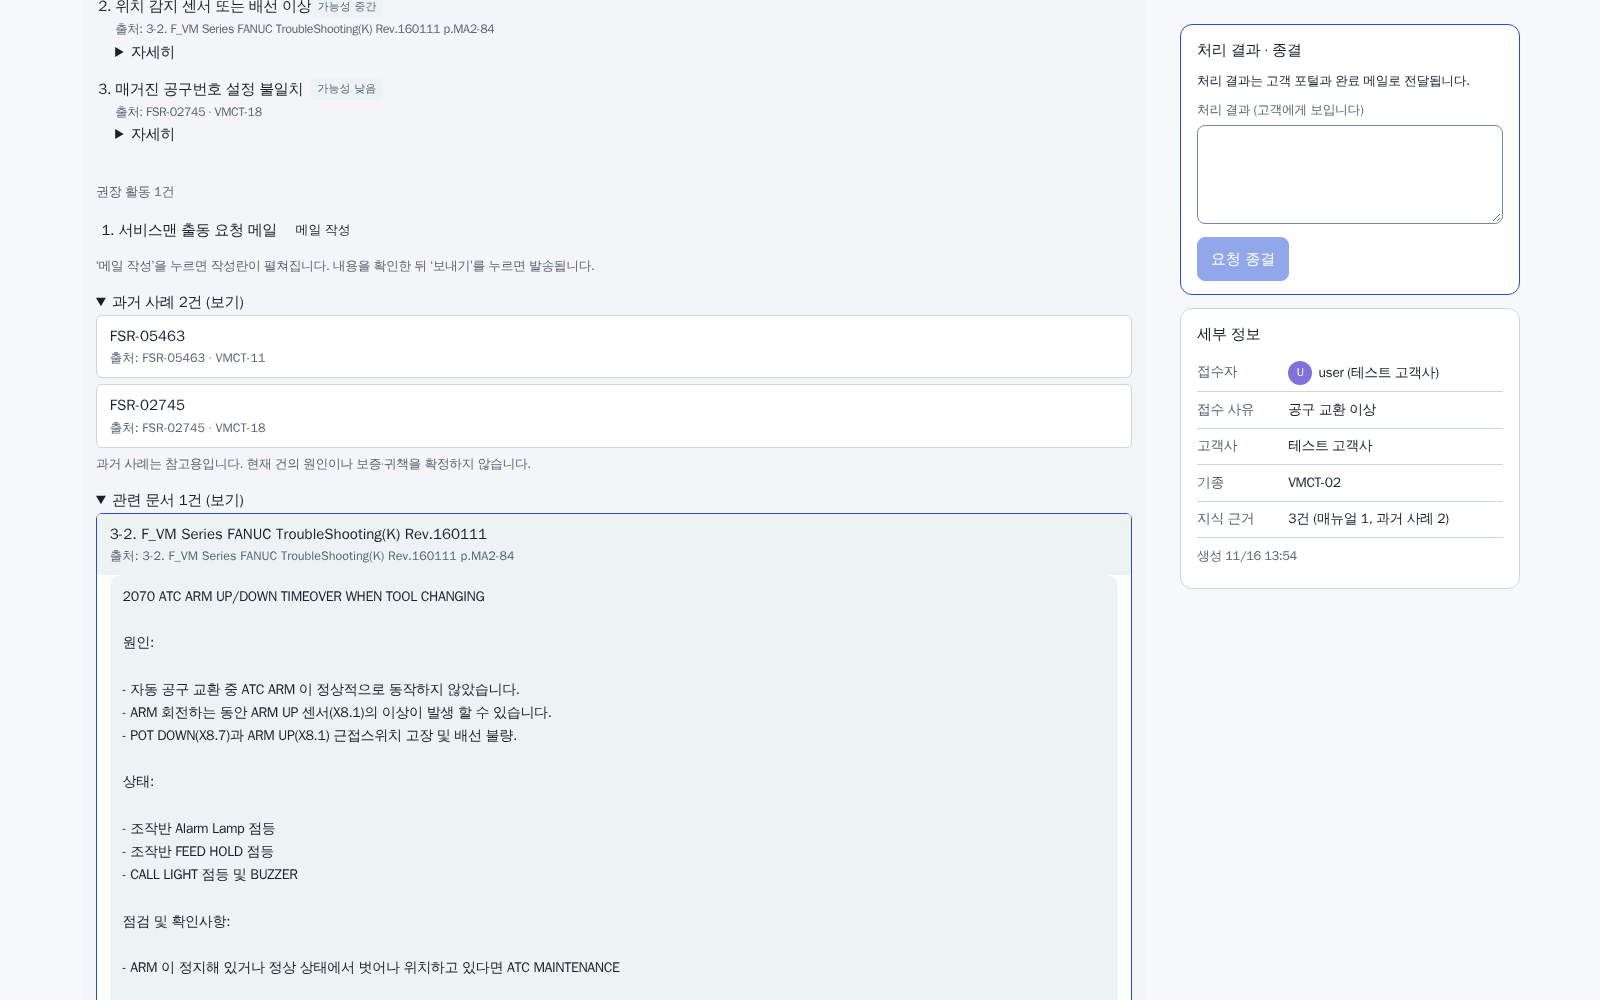 2. 위치 감지 센서 또는 배선 이상 가능성 중간
출처: 3-2. F_VM Series FANUC TroubleShooting(K) Rev.160111 p.MA2-84
▶ 자세히
3. 매거진 공구번호 설정 불일치 가능성 낮음
출처: FSR-02745 · VMCT-18
▶ 자세히
권장 활동 1건
1. 서비스맨 출동 요청 메일 메일 작성
‘메일 작성’을 누르면 작성란이 펼쳐집니다. 내용을 확인한 뒤 ‘보내기’를 누르면 발송됩니다.
▼ 과거 사례 2건 (보기)
FSR-05463
출처: FSR-05463 · VMCT-11
FSR-02745
출처: FSR-02745 · VMCT-18
과거 사례는 참고용입니다. 현재 건의 원인이나 보증·귀책을 확정하지 않습니다.
▼ 관련 문서 1건 (보기)
3-2. F_VM Series FANUC TroubleShooting(K) Rev.160111
출처: 3-2. F_VM Series FANUC TroubleShooting(K) Rev.160111 p.MA2-84
2070 ATC ARM UP/DOWN TIMEOVER WHEN TOOL CHANGING
원인:
- 자동 공구 교환 중 ATC ARM 이 정상적으로 동작하지 않았습니다.
- ARM 회전하는 동안 ARM UP 센서(X8.1)의 이상이 발생 할 수 있습니다.
- POT DOWN(X8.7)과 ARM UP(X8.1) 근접스위치 고장 및 배선 불량.
상태:
- 조작반 Alarm Lamp 점등
- 조작반 FEED HOLD 점등
- CALL LIGHT 점등 및 BUZZER
점검 및 확인사항:
- ARM 이 정지해 있거나 정상 상태에서 벗어나 위치하고 있다면 ATC MAINTENANCE
처리 결과 · 종결
처리 결과는 고객 포털과 완료 메일로 전달됩니다.
처리 결과 (고객에게 보입니다)
요청 종결
세부 정보
접수자 U user (테스트 고객사)
접수 사유 공구 교환 이상
고객사 테스트 고객사
기종 VMCT-02
지식 근거 3건 (매뉴얼 1, 과거 사례 2)
생성 11/16 13:54